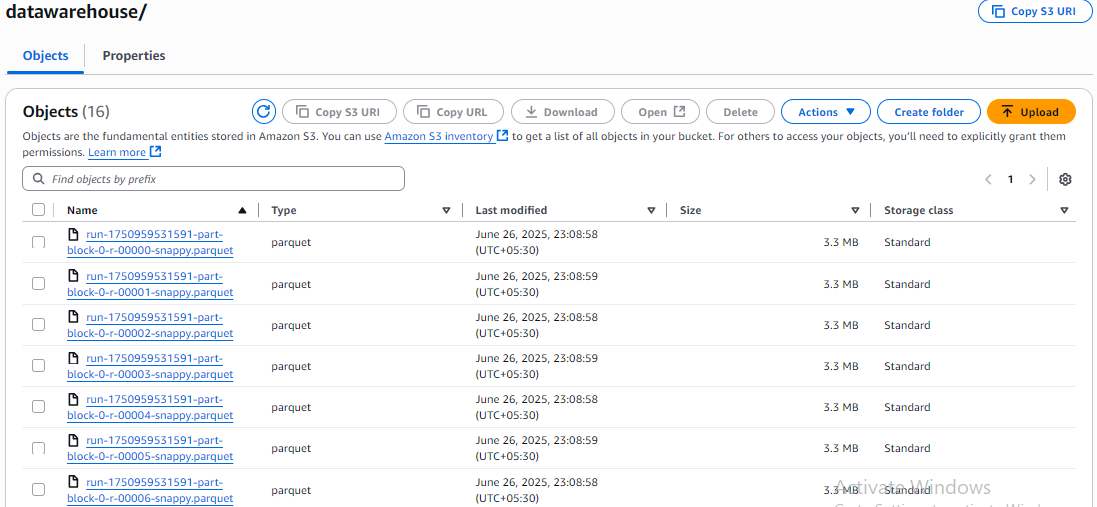 datawarehouse/
Copy S3 URI
Objects
Properties
Objects (16)
Copy S3 URI
Copy URL
Download
Open
Delete
Actions
Create folder
Upload
Objects are the fundamental entities stored in Amazon S3. You can use Amazon S3 inventory to get a list of all objects in your bucket. For others to access your objects, you'll need to explicitly grant them
permissions. Learn more
Find objects by prefix
1
Name
Type
Last modified
Size
Storage class
run-1750959531591-part-
block-0-r-00000-snappy.parquet
parquet
June 26, 2025, 23:08:58
(UTC+05:30)
3.3 MB
Standard
run-1750959531591-part-
block-0-r-00001-snappy.parquet
parquet
June 26, 2025, 23:08:59
(UTC+05:30)
3.3 MB
Standard
run-1750959531591-part-
block-0-r-00002-snappy.parquet
parquet
June 26, 2025, 23:08:58
(UTC+05:30)
3.3 MB
Standard
run-1750959531591-part-
block-0-r-00003-snappy.parquet
parquet
June 26, 2025, 23:08:59
(UTC+05:30)
3.3 MB
Standard
run-1750959531591-part-
block-0-r-00004-snappy.parquet
parquet
June 26, 2025, 23:08:58
(UTC+05:30)
3.3 MB
Standard
run-1750959531591-part-
block-0-r-00005-snappy.parquet
parquet
June 26, 2025, 23:08:59
(UTC+05:30)
3.3 MB
Standard
run-1750959531591-part-
block-0-r-00006-snappy.parquet
parquet
June 26, 2025, 23:08:58
(UTC+05:30)
3.3 MB
Standard
Activate Windows